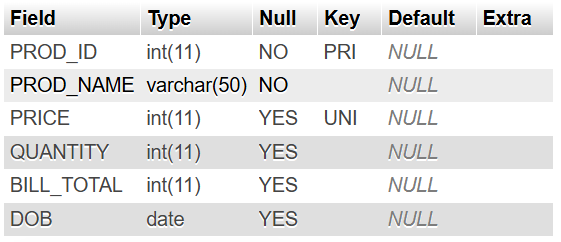 Field Type Null Key Default Extra
PROD_ID int(11) NO PRI NULL
PROD_NAME varchar(50) NO NULL
PRICE int(11) YES UNI NULL
QUANTITY int(11) YES NULL
BILL_TOTAL int(11) YES NULL
DOB date YES NULL